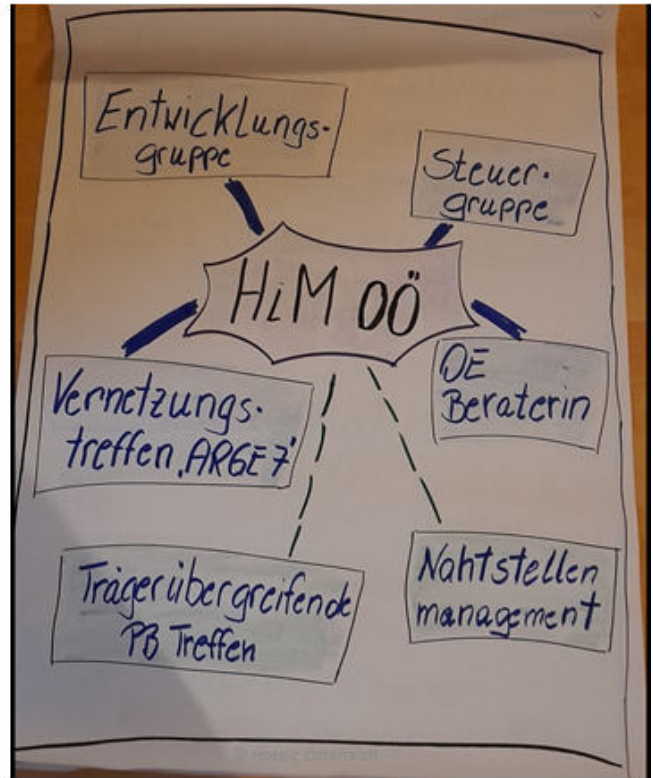 Entwicklungs-
gruppe
Steuer-
gruppe
HiM OÖ
Vernetzungs-
treffen „ARGE 7"
OE
Beraterin
Trägerübergreifende
PB Treffen
Nahtstellen
management